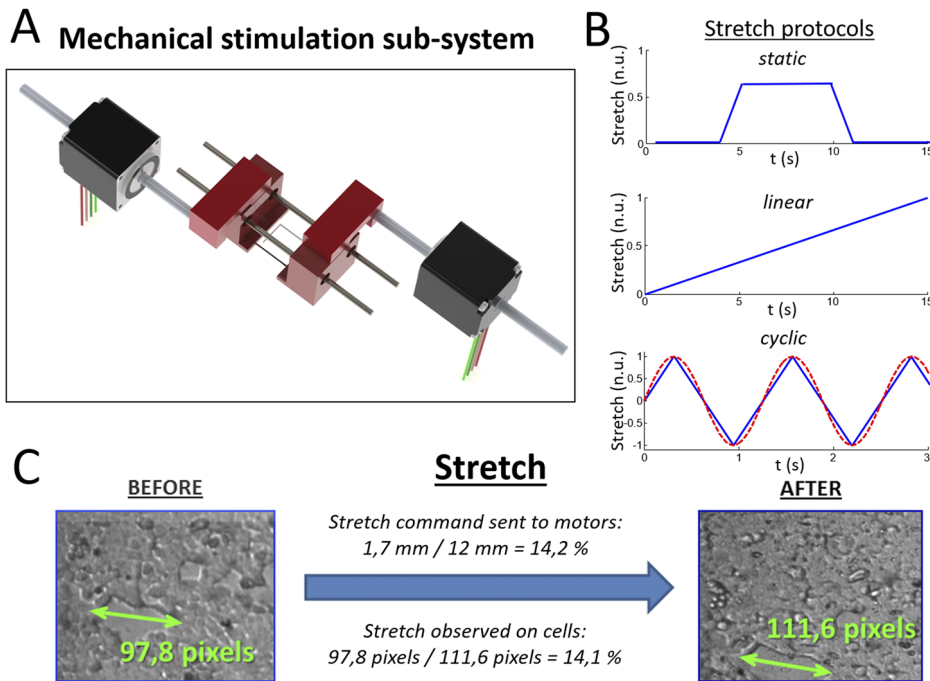 A
Mechanical stimulation sub-system
B
Stretch protocols
static
Stretch (n.u.)
1
0.5
0
5
10
15
t (s)
linear
Stretch (n.u.)
1
0.5
0
0
5
10
15
t (s)
cyclic
Stretch (n.u.)
1
0.5
0
-0.5
-1
0
1
2
3
t (s)
C
Stretch
BEFORE
AFTER
Stretch command sent to motors:
1,7 mm / 12 mm = 14,2 %
Stretch observed on cells:
97,8 pixels / 111,6 pixels = 14,1 %
97,8 pixels
111,6 pixels